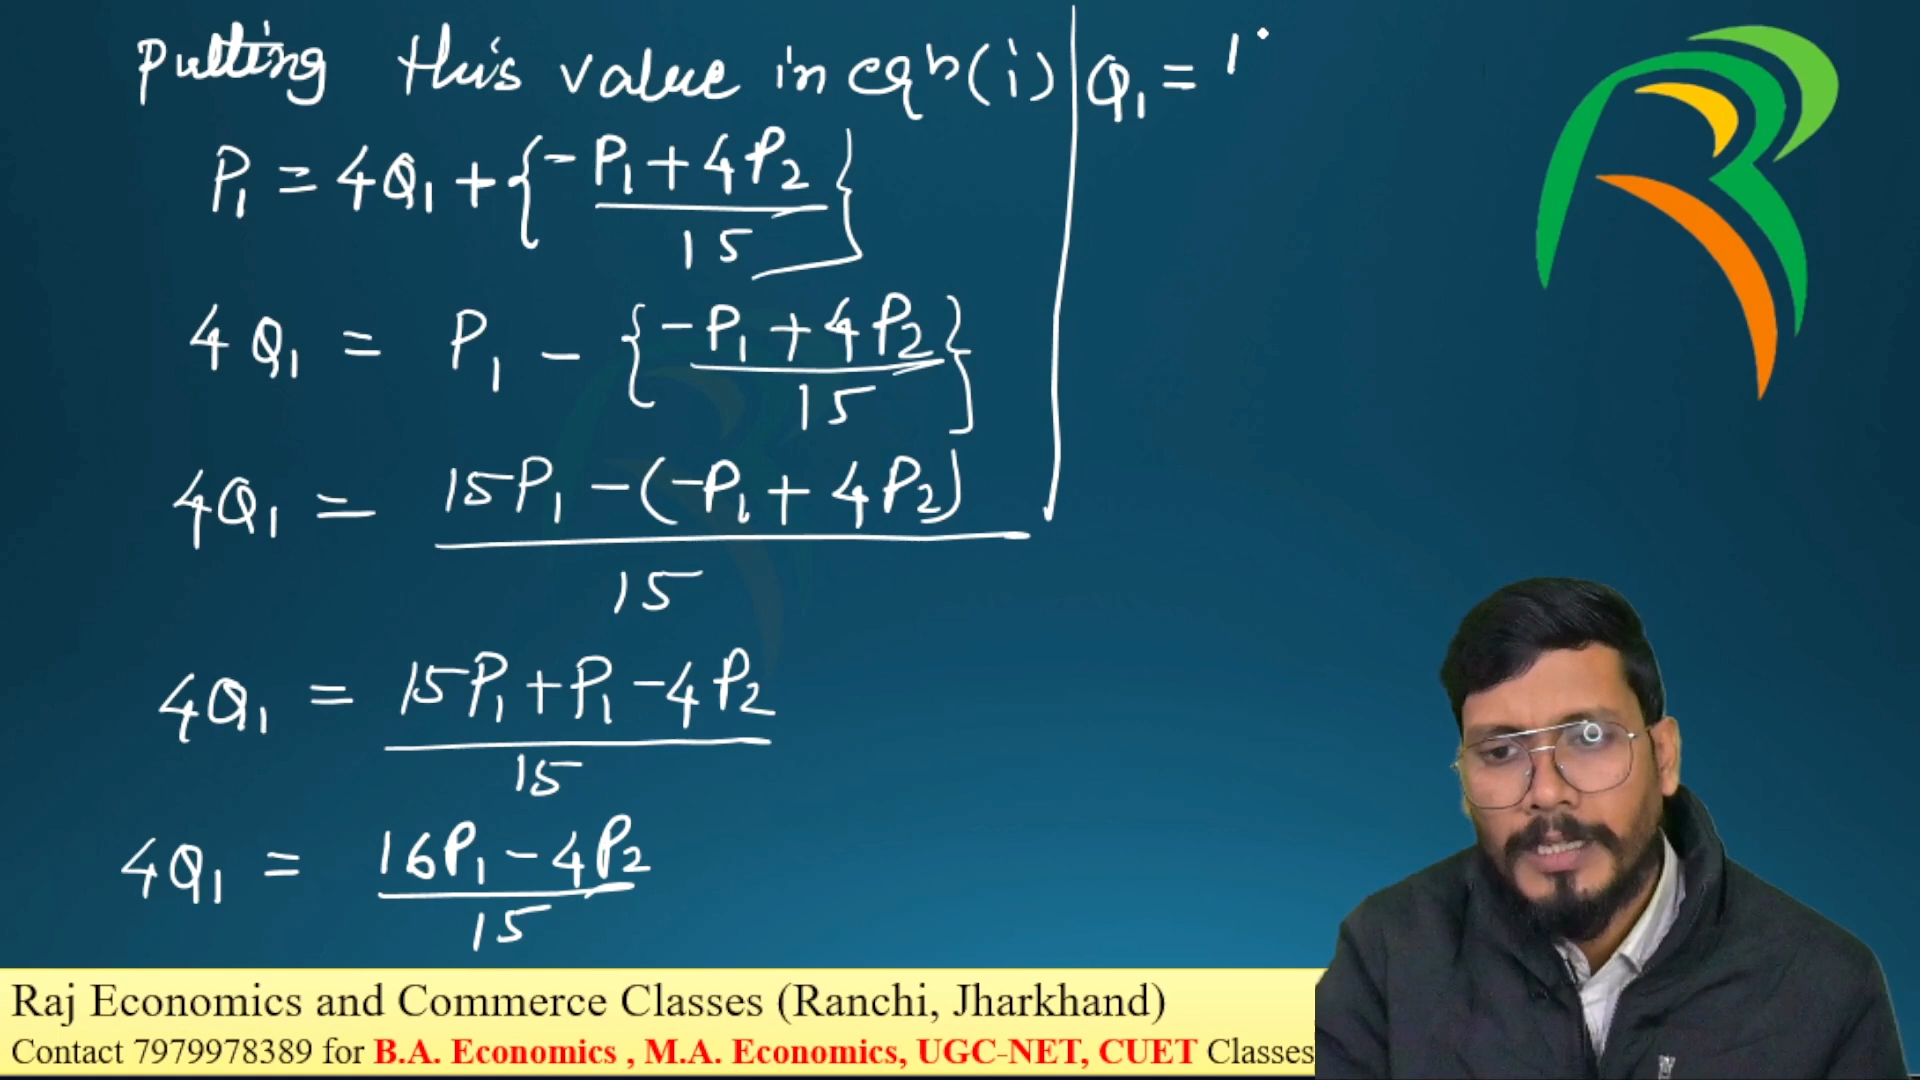 Putting this value in eqn (i)
P₁ = 4Q₁ + {(-P₁ + 4P₂)/15}
4Q₁ = P₁ - {(-P₁ + 4P₂)/15}
4Q₁ = (15P₁ - (-P₁ + 4P₂))/15
4Q₁ = (15P₁ + P₁ - 4P₂)/15
4Q₁ = (16P₁ - 4P₂)/15
Q₁ = 1
Raj Economics and Commerce Classes (Ranchi, Jharkhand)
Contact 7979978389 for B.A. Economics , M.A. Economics, UGC-NET, CUET Classes